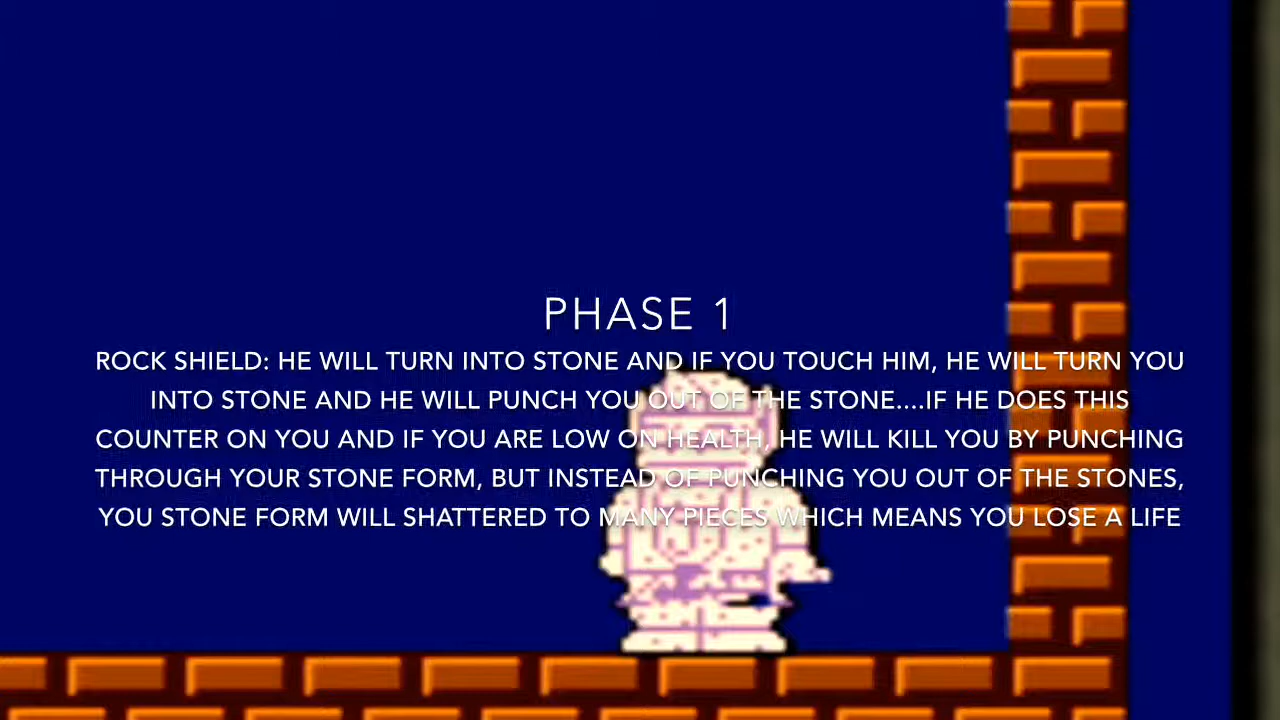 PHASE 1
ROCK SHIELD: HE WILL TURN INTO STONE AND IF YOU TOUCH HIM, HE WILL TURN YOU
INTO STONE AND HE WILL PUNCH YOU OUT OF THE STONE....IF HE DOES THIS
COUNTER ON YOU AND IF YOU ARE LOW ON HEALTH, HE WILL KILL YOU BY PUNCHING
THROUGH YOUR STONE FORM, BUT INSTEAD OF PUNCHING YOU OUT OF THE STONES,
YOU STONE FORM WILL SHATTERED TO MANY PIECES WHICH MEANS YOU LOSE A LIFE